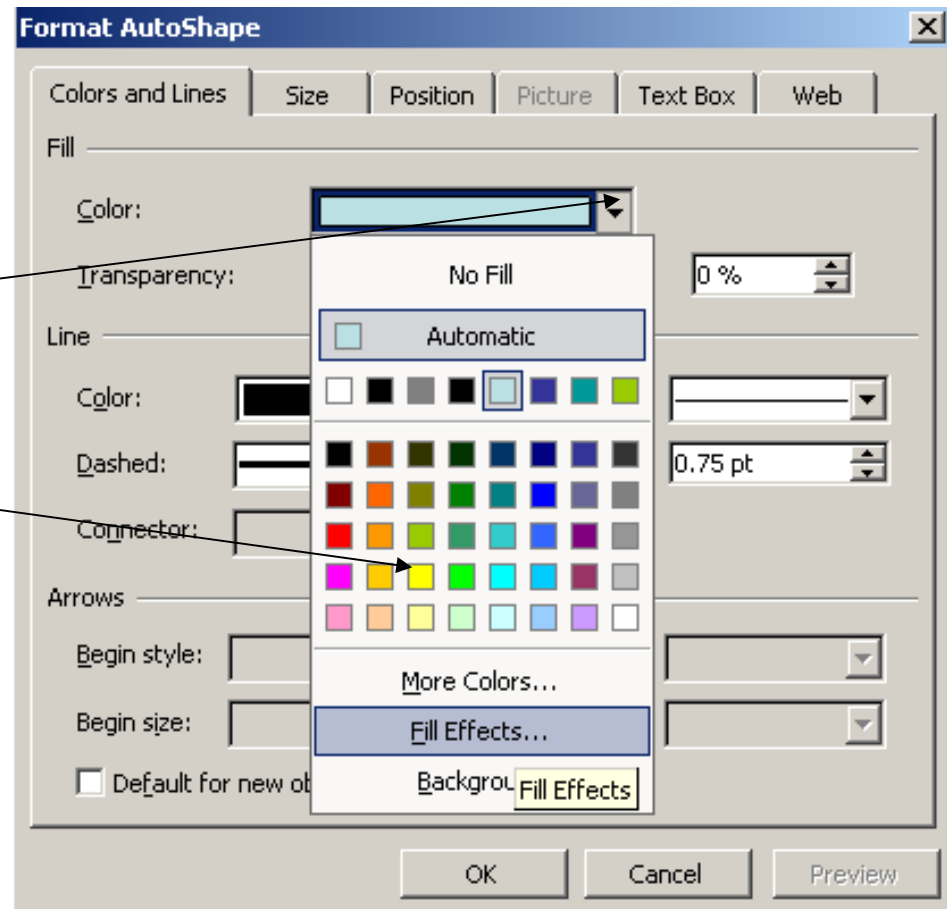 Format AutoShape
Colors and Lines Size Position Picture Text Box Web
Fill
Color:
Transparency: No Fill 0 %
Line Automatic
Color:
Dashed: 0.75 pt
Connector:
Arrows
Begin style:
More Colors...
Begin size: Fill Effects...
Default for new ob Backgrou Fill Effects
OK Cancel Preview